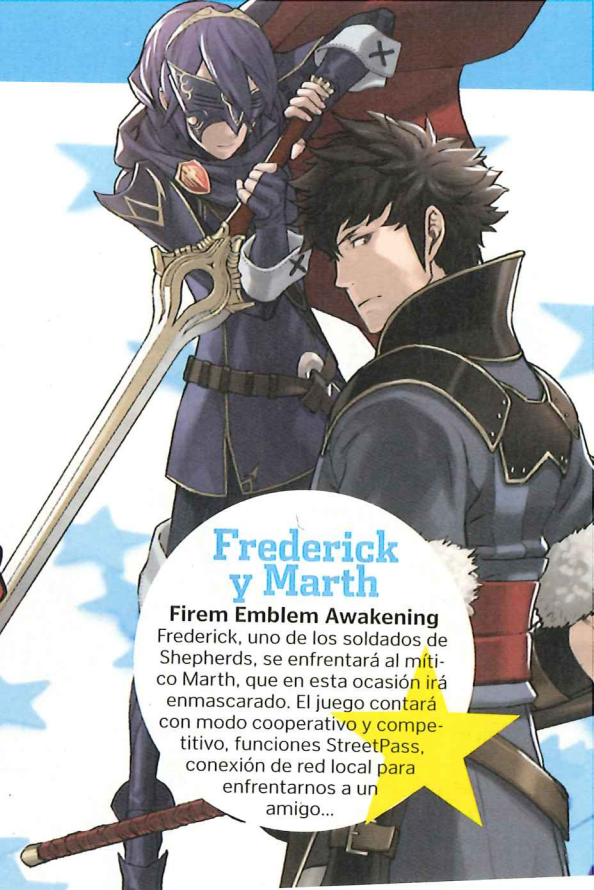 Frederick
y Marth
Firem Emblem Awakening
Frederick, uno de los soldados de
Shepherds, se enfrentará al míti-
co Marth, que en esta ocasión irá
enmascarado. El juego contará
con modo cooperativo y compe-
titivo, funciones StreetPass,
conexión de red local para
enfrentarnos a un
amigo...